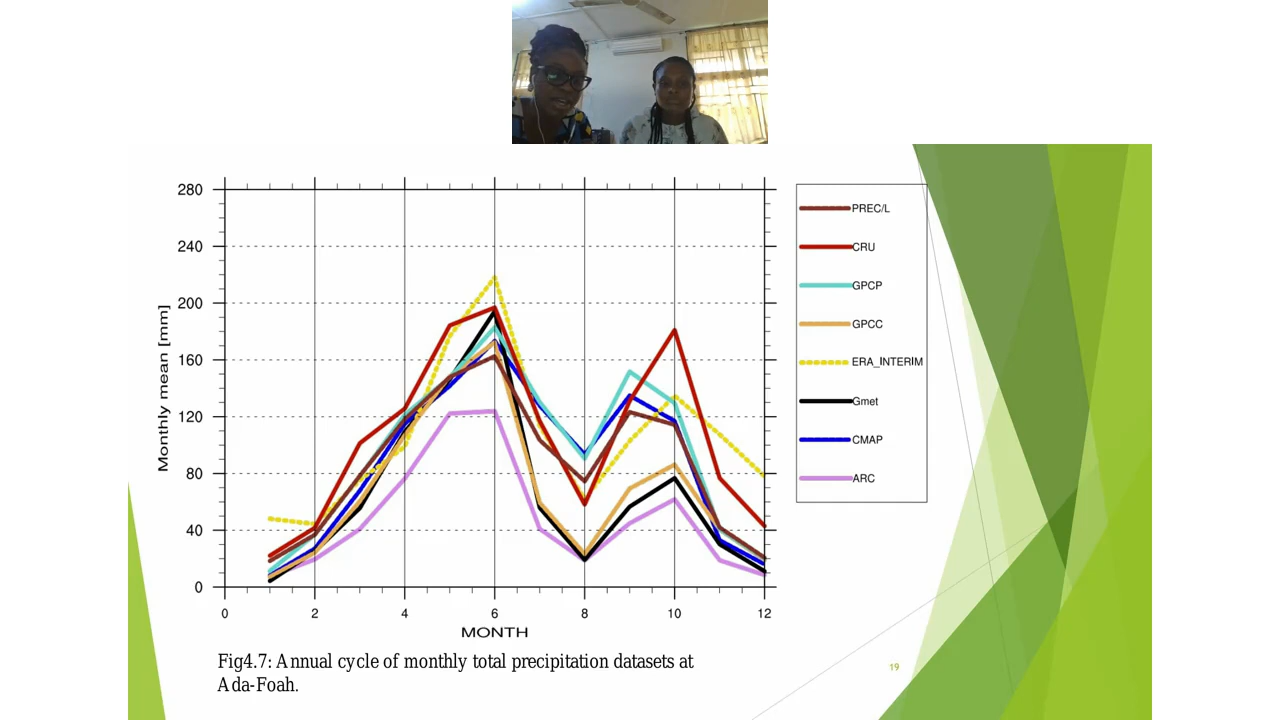 280
240
200
160
120
80
40
0
Monthly mean [mm]
0 2 4 6 8 10 12
MONTH
PREC/L
CRU
GPCP
GPCC
ERA_INTERIM
Gmet
CMAP
ARC
Fig4.7: Annual cycle of monthly total precipitation datasets at
Ada-Foah.
19